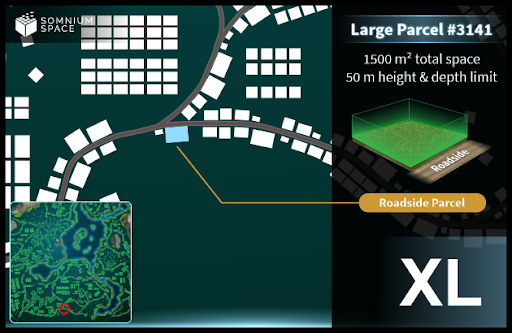 SOMNIUM
SPACE
Large Parcel #3141
1500 m² total space
50 m height & depth limit
Roadside
Roadside Parcel
XL